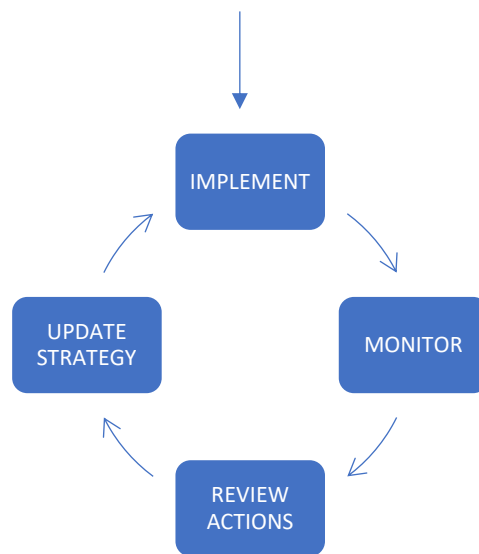 IMPLEMENT
UPDATE
STRATEGY
MONITOR
REVIEW
ACTIONS